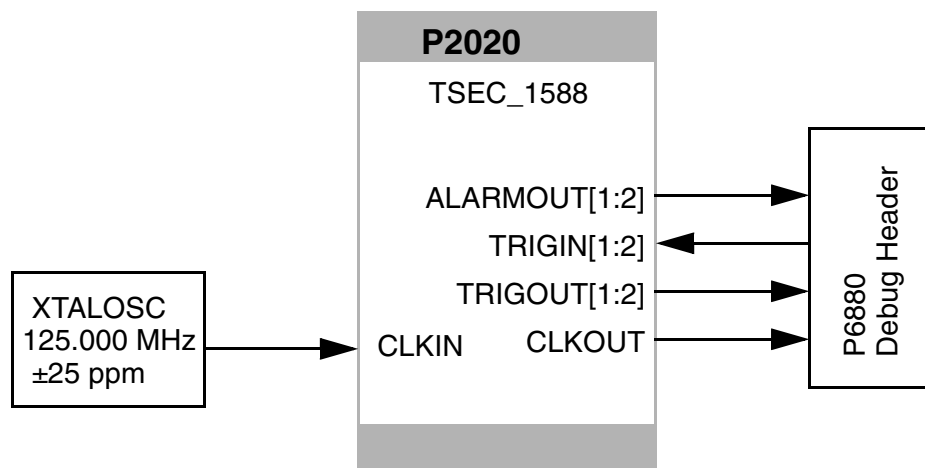 P2020
TSEC_1588
ALARMOUT[1:2]
TRIGIN[1:2]
TRIGOUT[1:2]
CLKIN
CLKOUT
XTALOSC
125.000 MHz
±25 ppm
P6880
Debug Header